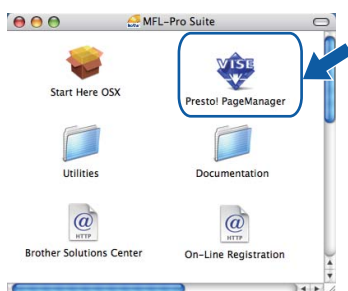 MFL-Pro Suite
VISE
Start Here OSX
Presto! PageManager
Utilities
Documentation
@
HTTP
@
HTTP
Brother Solutions Center
On-Line Registration